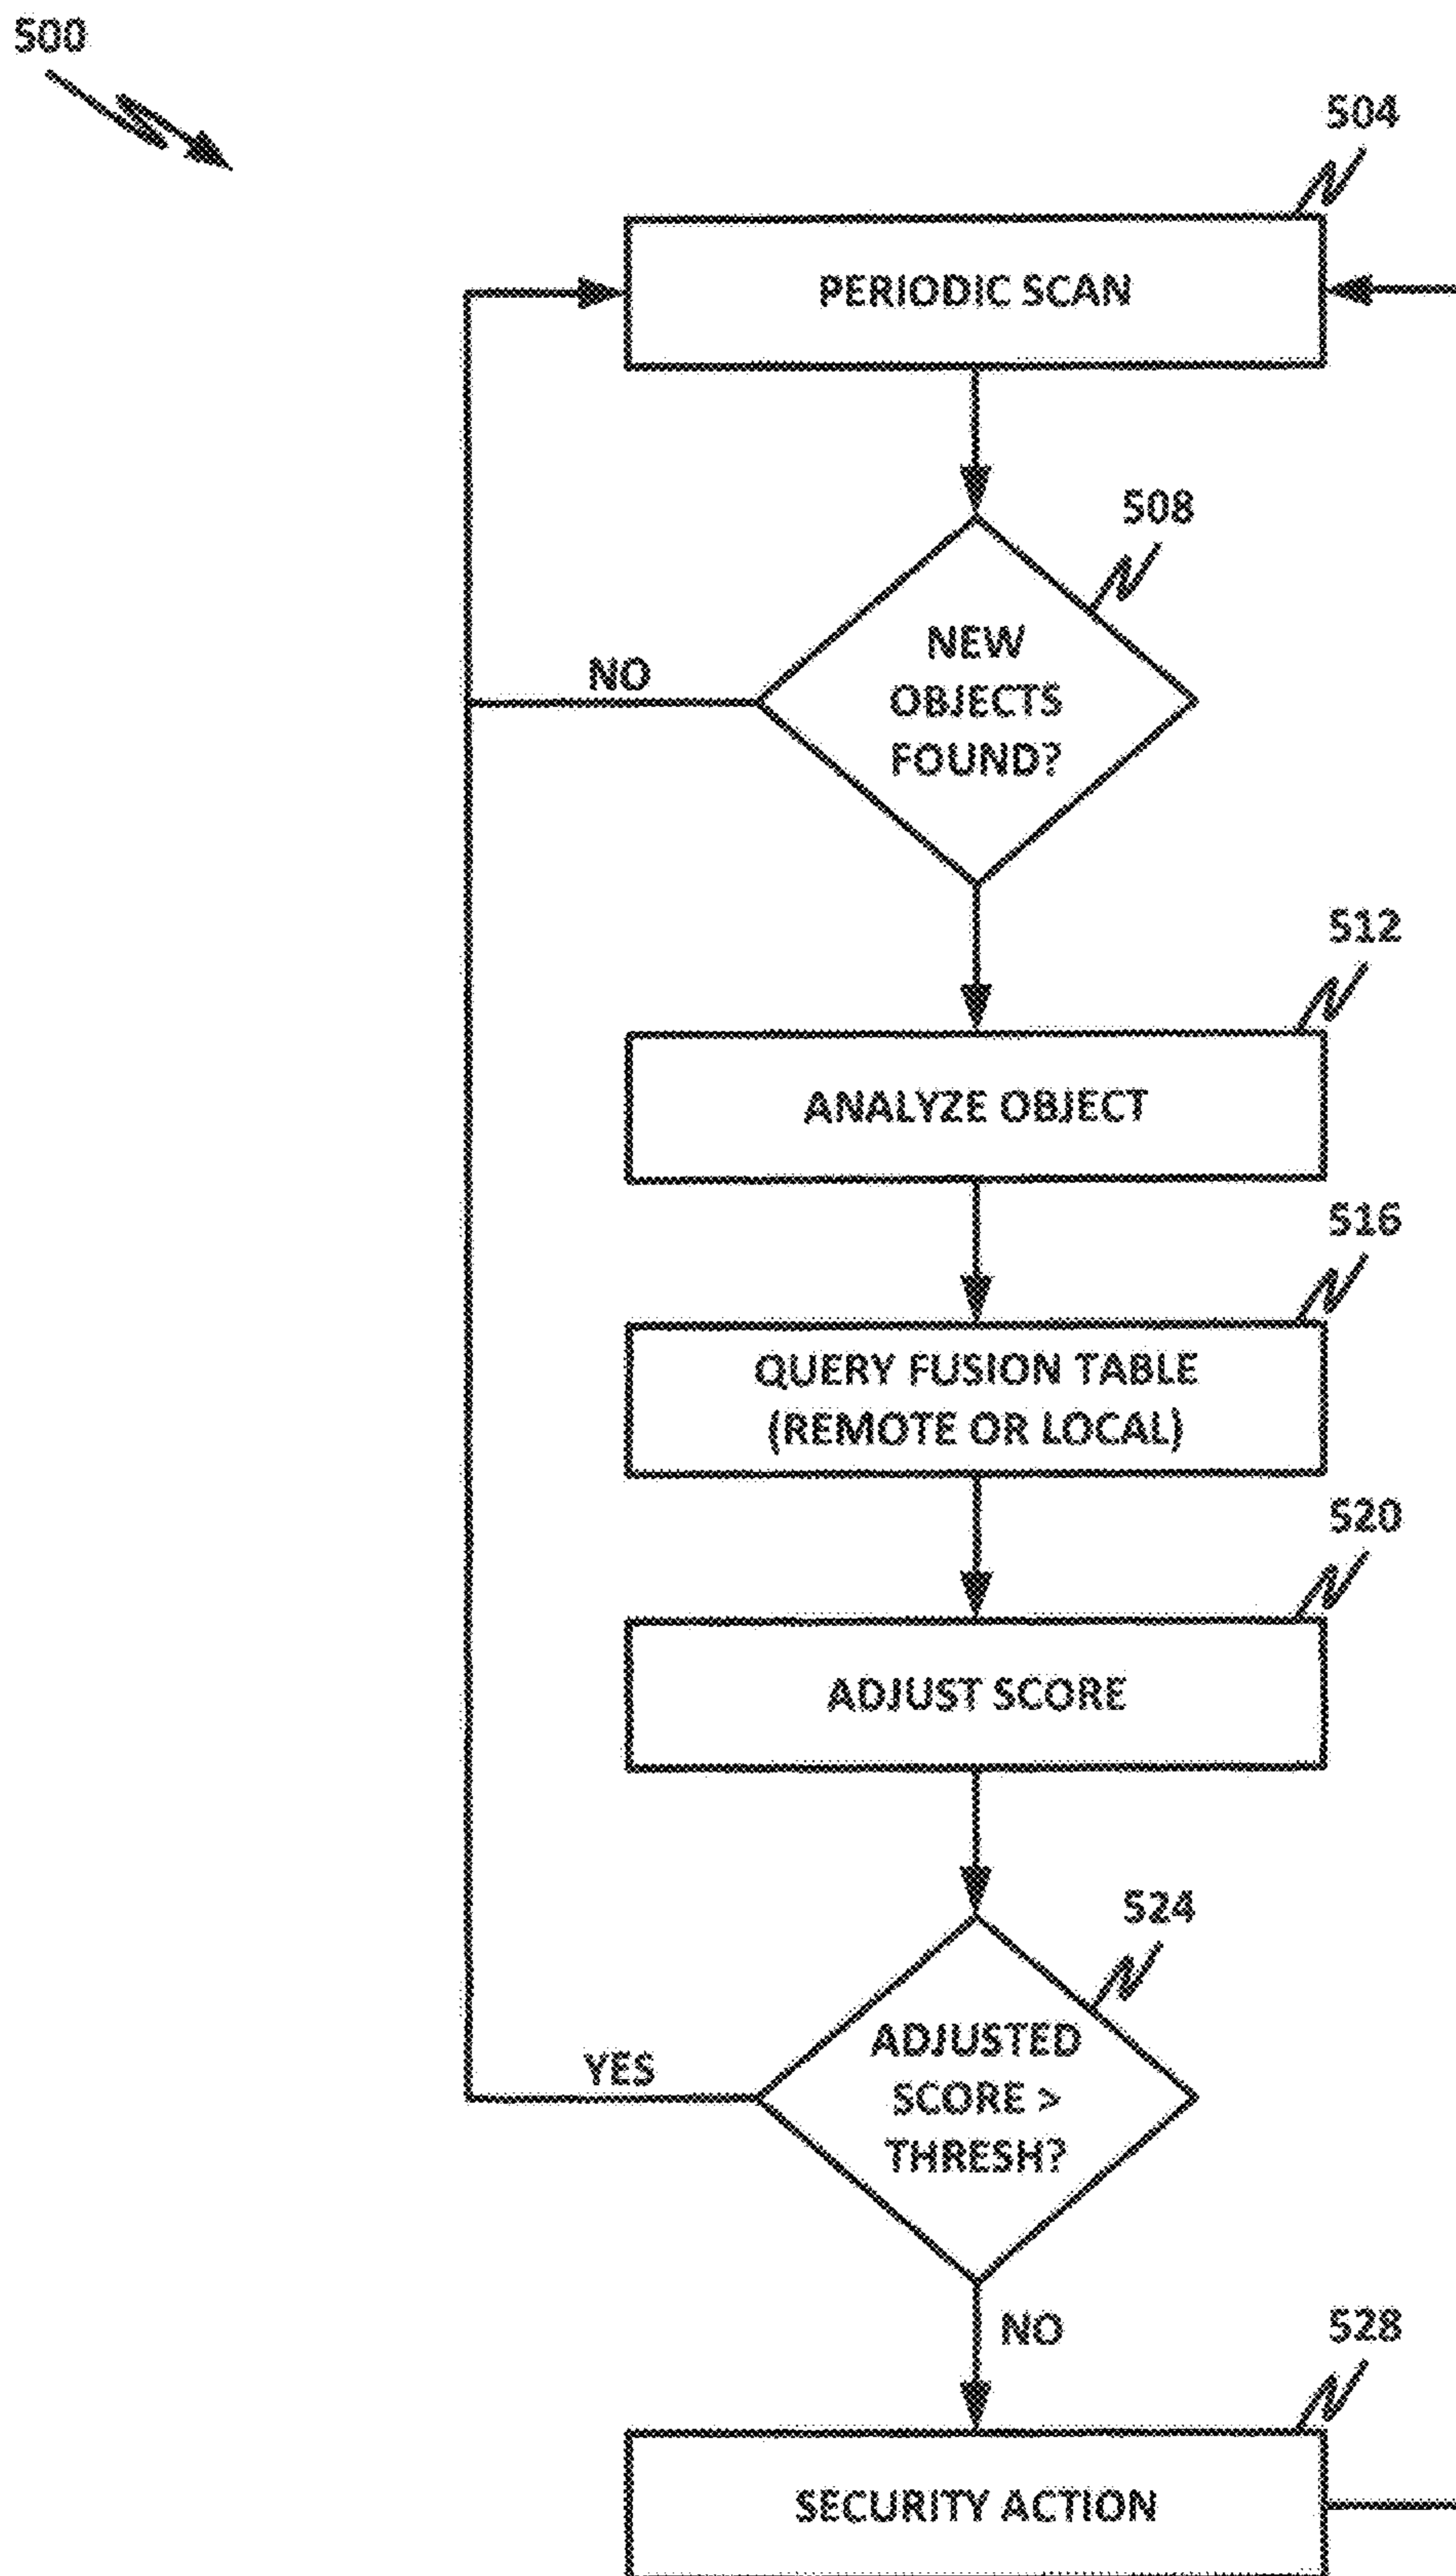 500
504
PERIODIC SCAN
508
NEW
OBJECTS
FOUND?
NO
512
ANALYZE OBJECT
516
QUERY FUSION TABLE
(REMOTE OR LOCAL)
520
ADJUST SCORE
524
ADJUSTED
SCORE >
THRESH?
YES
NO
528
SECURITY ACTION